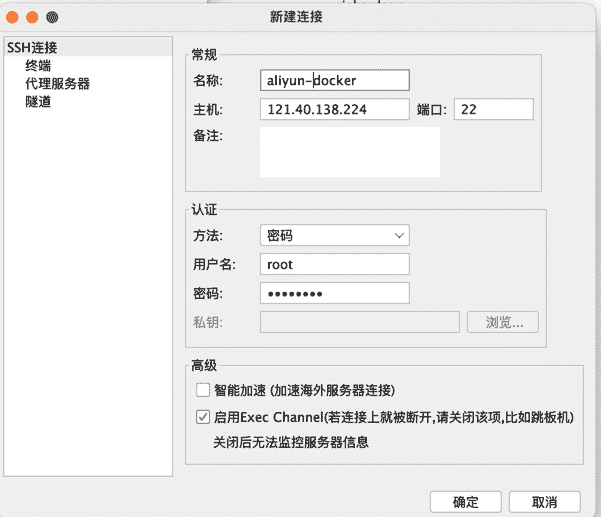 新建连接
SSH连接
终端
代理服务器
隧道
常规
名称: aliyun-docker
主机: 121.40.138.224 端口: 22
备注:
认证
方法: 密码
用户名: root
密码: ••••••••
私钥: 浏览...
高级
智能加速 (加速海外服务器连接)
启用Exec Channel(若连接上就被断开,请关闭该项,比如跳板机)
关闭后无法监控服务器信息
确定 取消